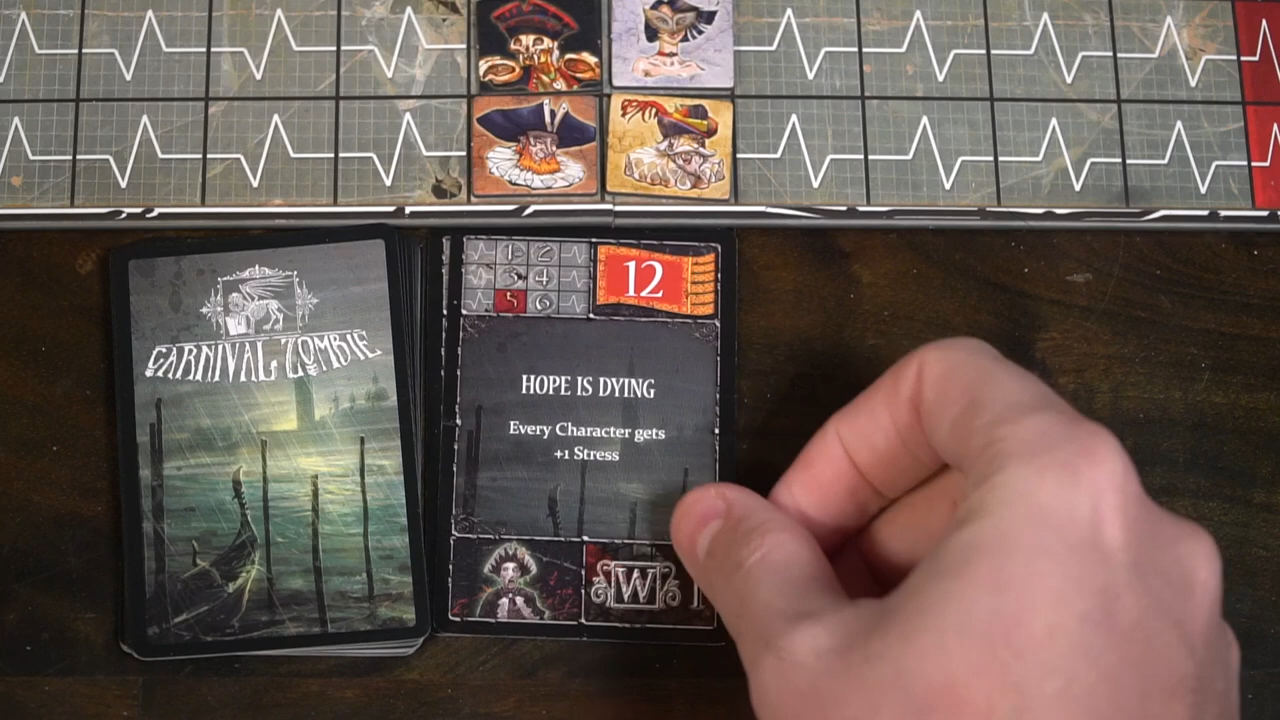 CARNIVAL ZOMBIE
1 2
3 4
5 6
12
HOPE IS DYING
Every Character gets
+1 Stress
W